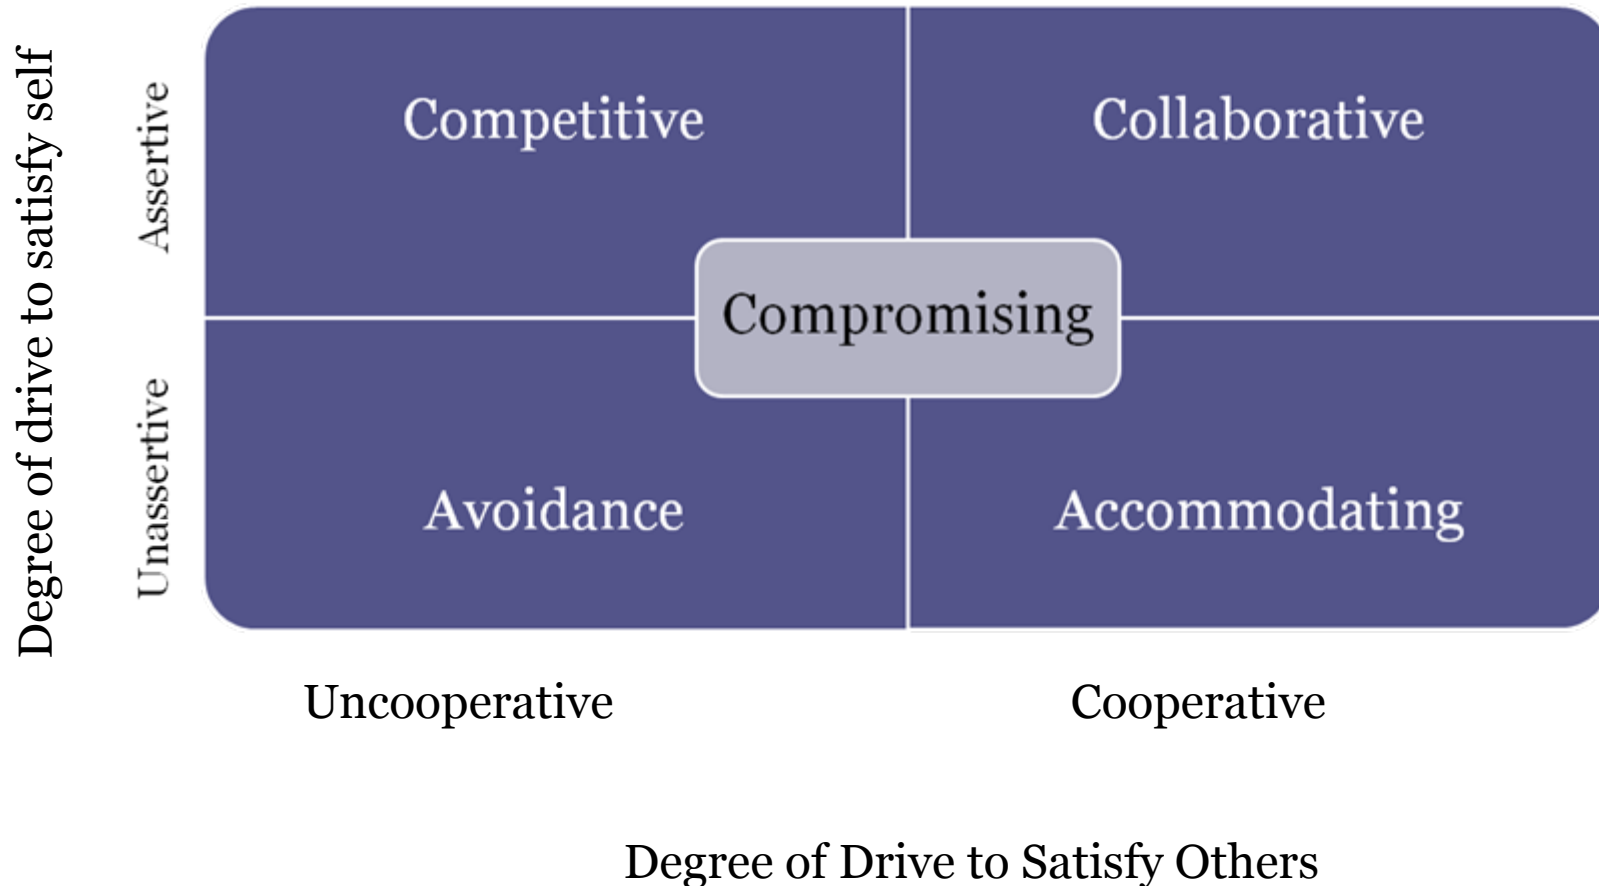 Degree of drive to satisfy self
Assertive
Unassertive
Competitive
Collaborative
Compromising
Avoidance
Accommodating
Uncooperative
Cooperative
Degree of Drive to Satisfy Others